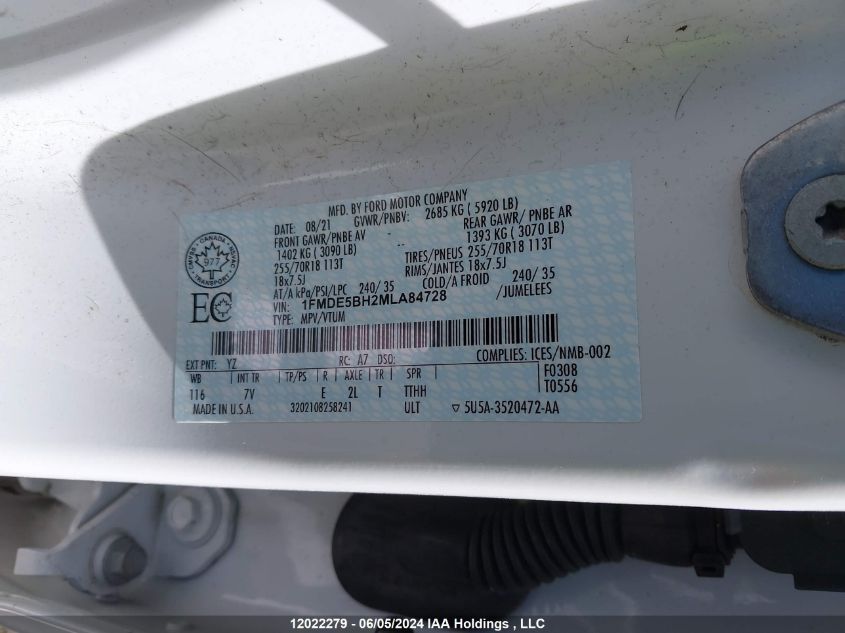 MFD. BY FORD MOTOR COMPANY
DATE: 08/21 GVWR/PNBV: 2685 KG ( 5920 LB)
FRONT GAWR/PNBE AV -- REAR GAWR/ PNBE AR
1402 KG ( 3090 LB) 1393 KG ( 3070 LB)
255/70R18 113T TIRES/PNEUS 255/70R18 113T
18x7.5J RIMS/JANTES 18x7.5J
AT/A kPa/PSI/LPC 240/ 35 COLD/A FROID 240/ 35
VIN: 1FMDE5BH2MLA84728 /JUMELEES
TYPE: MPV/VTUM
CANADA
977
TRANSPORT
EC
EXT PNT: YZ RC: A7 DSO: COMPLIES: ICES/NMB-002
WB INT TR TP/PS R AXLE TR SPR F0308
116 7V E 2L T TTHH T0556
MADE IN U.S.A. 3202108258241 ULT ▽ 5U5A-3520472-AA
12022279 - 06/05/2024 IAA Holdings , LLC